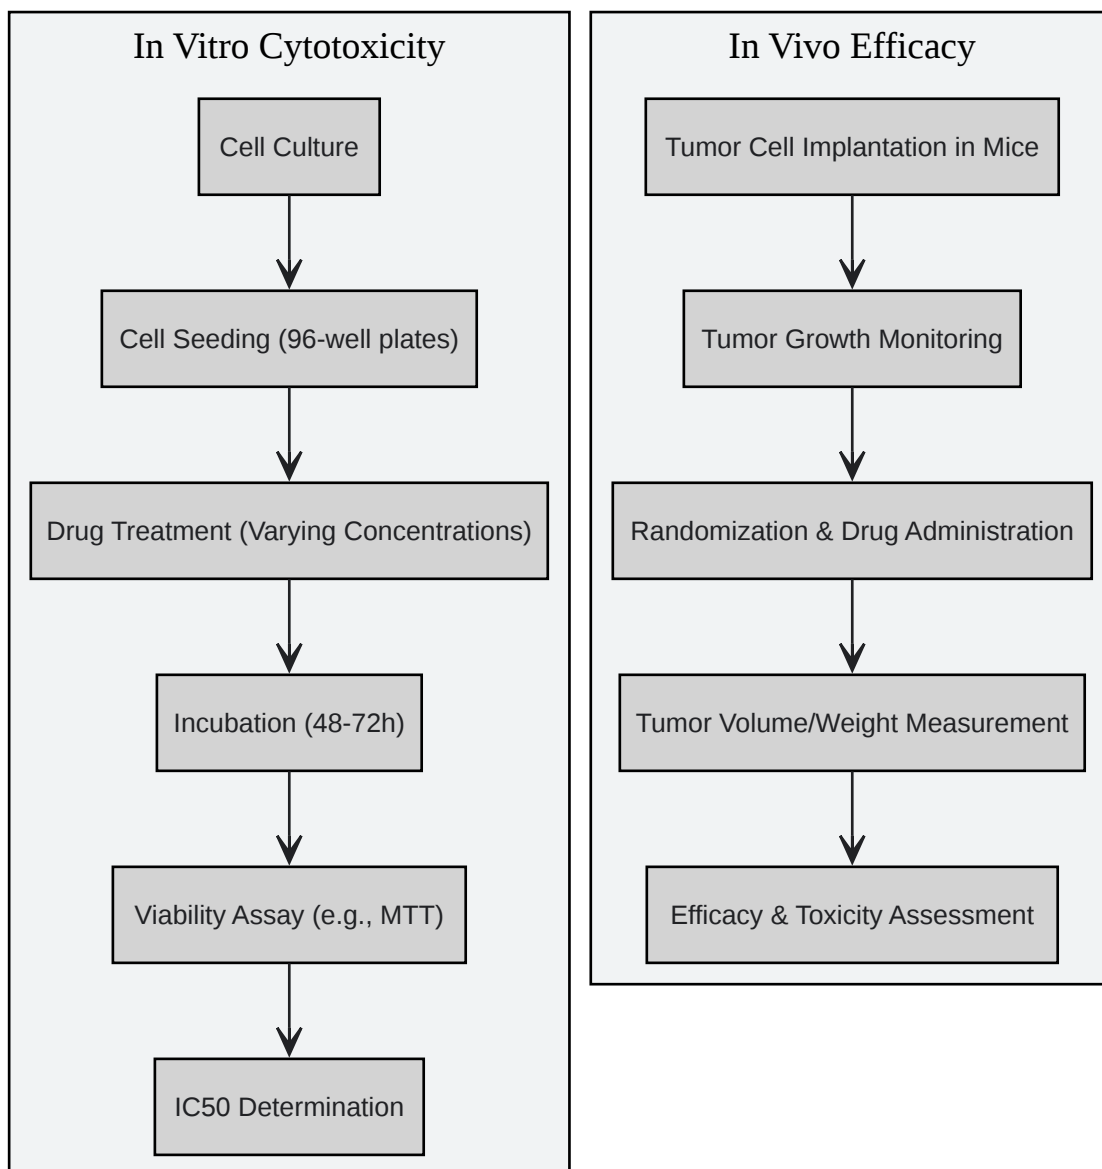 In Vitro Cytotoxicity
Cell Culture
Cell Seeding (96-well plates)
Drug Treatment (Varying Concentrations)
Incubation (48-72h)
Viability Assay (e.g., MTT)
IC50 Determination
In Vivo Efficacy
Tumor Cell Implantation in Mice
Tumor Growth Monitoring
Randomization & Drug Administration
Tumor Volume/Weight Measurement
Efficacy & Toxicity Assessment